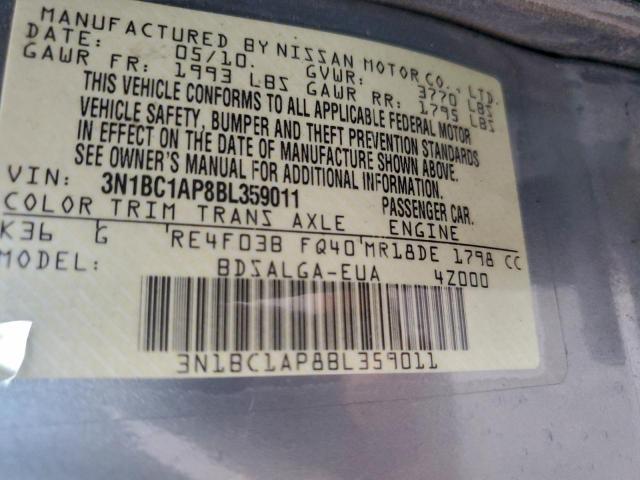 MANUFACTURED BY NISSAN MOTOR CO., LTD.
DATE: 05/10. GVWR: 3770 LBS
GAWR FR: 1993 LBS GAWR RR: 1795 LBS
THIS VEHICLE CONFORMS TO ALL APPLICABLE FEDERAL MOTOR
VEHICLE SAFETY, BUMPER AND THEFT PREVENTION STANDARDS
IN EFFECT ON THE DATE OF MANUFACTURE SHOWN ABOVE.
SEE OWNER'S MANUAL FOR ADDITIONAL INFORMATION.
VIN: 3N1BC1AP8BL359011 PASSENGER CAR.
COLOR TRIM TRANS AXLE ENGINE
K36 G RE4F03B FQ40 MR18DE 1798 CC
MODEL: BDSALGA-EUA 4Z000
3N1BC1AP8BL359011